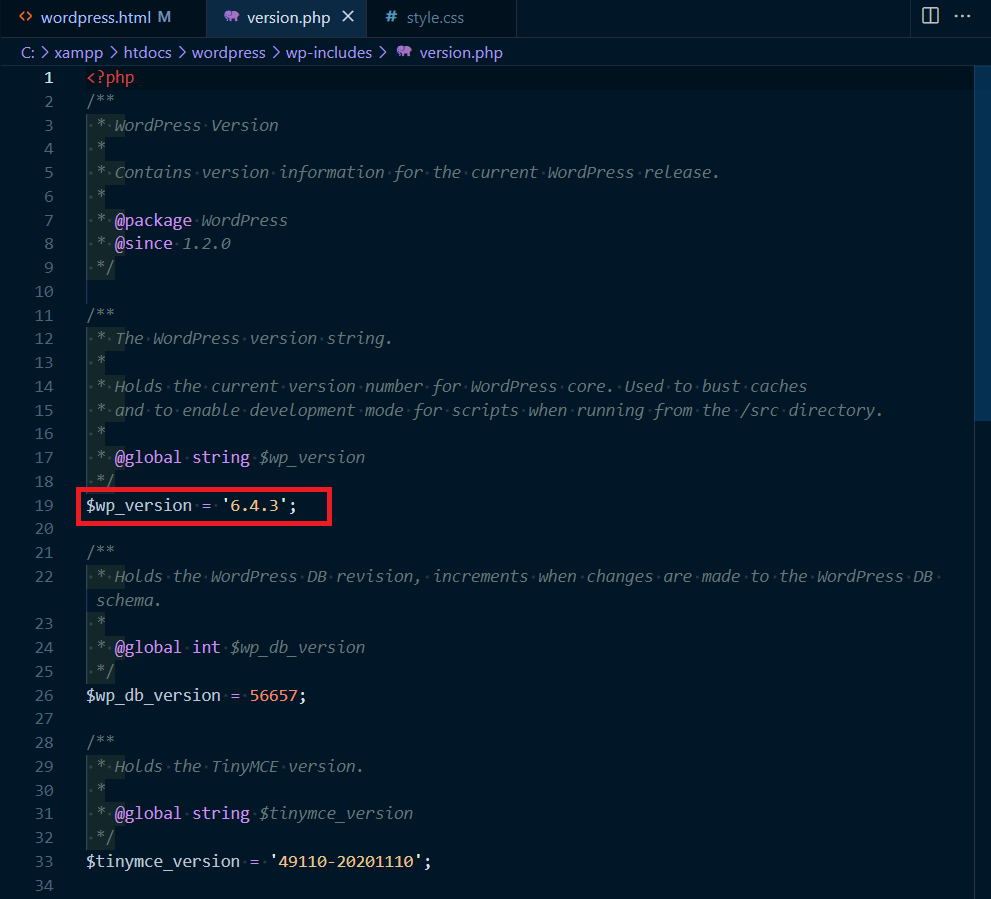 wordpress.html M version.php style.css
C: > xampp > htdocs > wordpress > wp-includes > version.php
1 <?php
2 /**
3 * WordPress Version
4 *
5 * Contains version information for the current WordPress release.
6 *
7 * @package WordPress
8 * @since 1.2.0
9 */
10
11 /**
12 * The WordPress version string.
13 *
14 * Holds the current version number for WordPress core. Used to bust caches
15 * and to enable development mode for scripts when running from the /src directory.
16 *
17 * @global string $wp_version
18 */
19 $wp_version = '6.4.3';
20
21 /**
22 * Holds the WordPress DB revision, increments when changes are made to the WordPress DB
schema.
23 *
24 * @global int $wp_db_version
25 */
26 $wp_db_version = 56657;
27
28 /**
29 * Holds the TinyMCE version.
30 *
31 * @global string $tinymce_version
32 */
33 $tinymce_version = '49110-20201110';
34